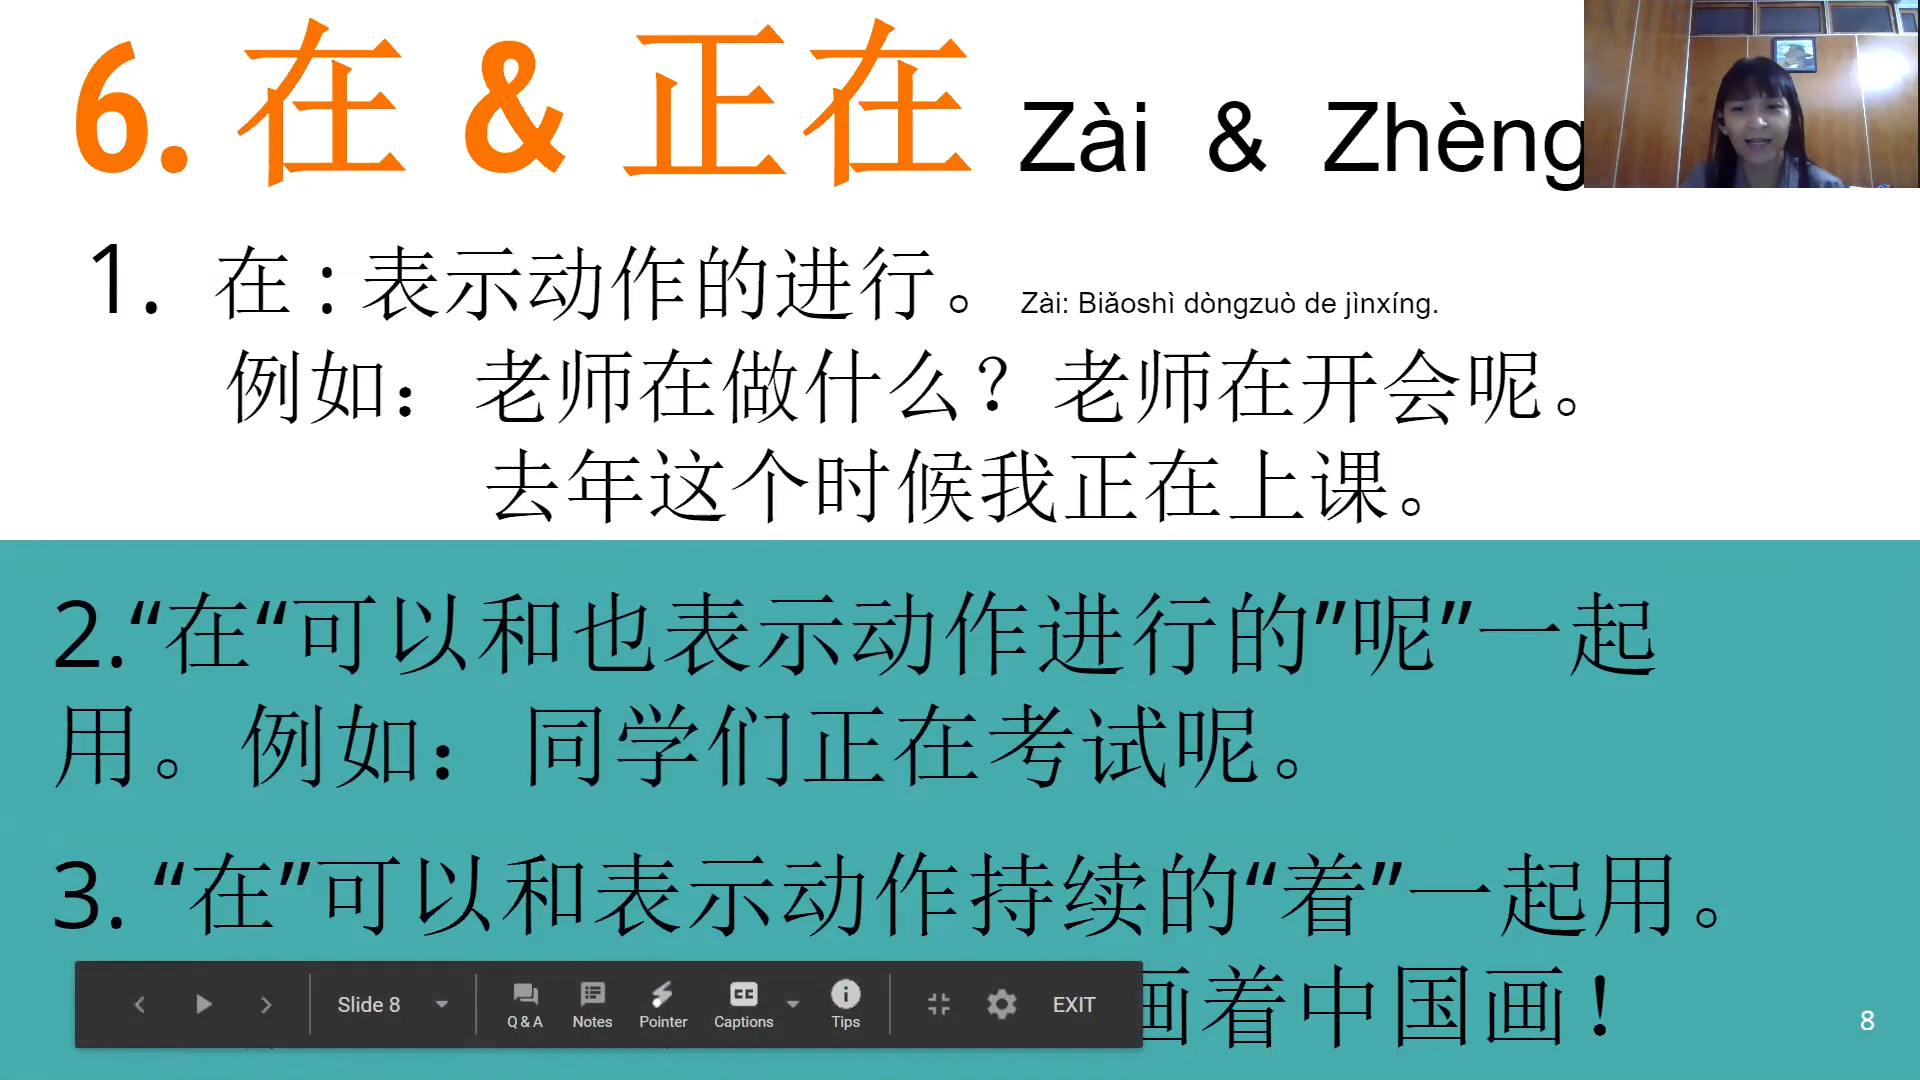 6. 在 & 正在 Zài & Zhèng
1. 在：表示动作的进行。 Zài: Biǎoshì dòngzuò de jìnxíng.
例如：老师在做什么？老师在开会呢。
去年这个时候我正在上课。
2.“在“可以和也表示动作进行的”呢”一起
用。例如：同学们正在考试呢。
3. “在”可以和表示动作持续的“着”一起用。
画着中国画！
Slide 8
Q & A
Notes
Pointer
Captions
Tips
EXIT
8